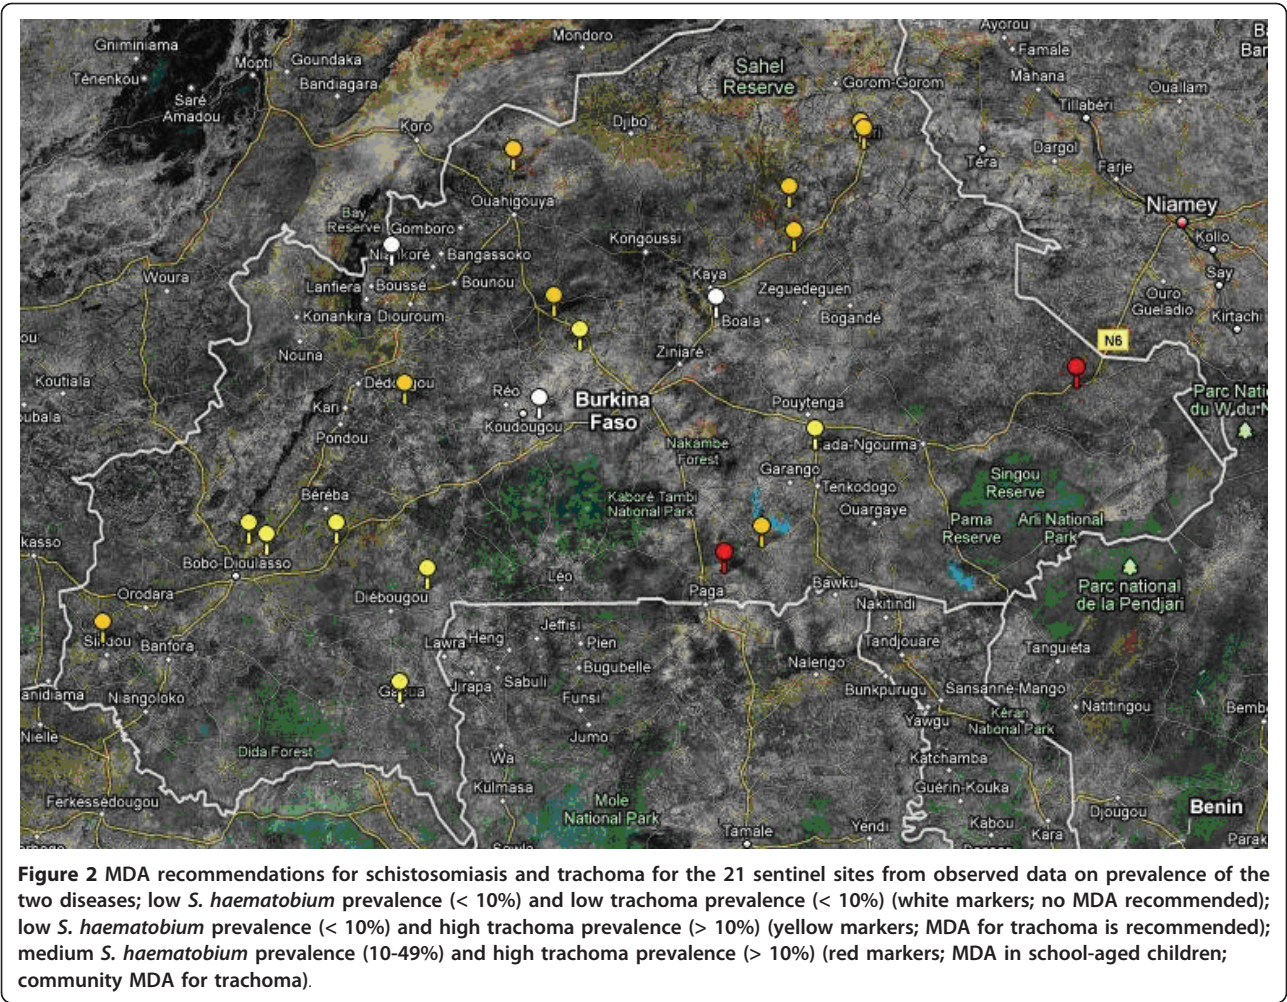 Gniminiama
Mopti
Goundaka
Ténenkou
Bandiagara
Saré
Amadou
Mondoro
Sahel
Reserve
Gorom-Gorom
Ayorou
Famale
Mahana
Ouallam
Tillabéri
Koro
Djibo
Téra
Dargol
Farje
Ouahigouya
Niamey
Kollo
Bay
Reserve
Gomboro
Bangassoko
Kongoussi
Say
Woura
Lanfiera
Boussé
Bounou
Kaya
Zeguedeguen
Ouro
Gueladio
Kirtachi
Konankira
Diouroum
Boala
Bogandé
Nouna
Ziniaré
N6
Koutiala
Réo
Burkina
Faso
Koudougou
Pouytenga
Kari
Pondou
Nakambe
Forest
Garango
Tenkodogo
Singou
Reserve
Béréba
Kaboré Tambi
National Park
Ouargaye
Pama
Reserve
Arli National
Park
Bobo-Dioulasso
Orodara
Diébougou
Léo
Paga
Bawku
Parc national
de la Pendjari
Nakitindi
Banfora
Lawra
Heng
Jeffisi
Pien
Bugubelle
Tandjouare
Tanguiéta
Nalerigo
Niangoloko
Jirapa
Sabuli
Funsi
Bunkpurugu
Sansanné-Mango
Natitingou
Nielle
Jumo
Yawgu
Kéran
National Park
Dida Forest
Wa
Katchamba
Kulmasa
Guérin-Kouka
Ferkessédougou
Mole
National Park
Tamale
Yendi
Kabou
Kara
Djougou
Benin
Figure 2 MDA recommendations for schistosomiasis and trachoma for the 21 sentinel sites from observed data on prevalence of the
two diseases; low S. haematobium prevalence (< 10%) and low trachoma prevalence (< 10%) (white markers; no MDA recommended);
low S. haematobium prevalence (< 10%) and high trachoma prevalence (> 10%) (yellow markers; MDA for trachoma is recommended);
medium S. haematobium prevalence (10-49%) and high trachoma prevalence (> 10%) (red markers; MDA in school-aged children;
community MDA for trachoma).